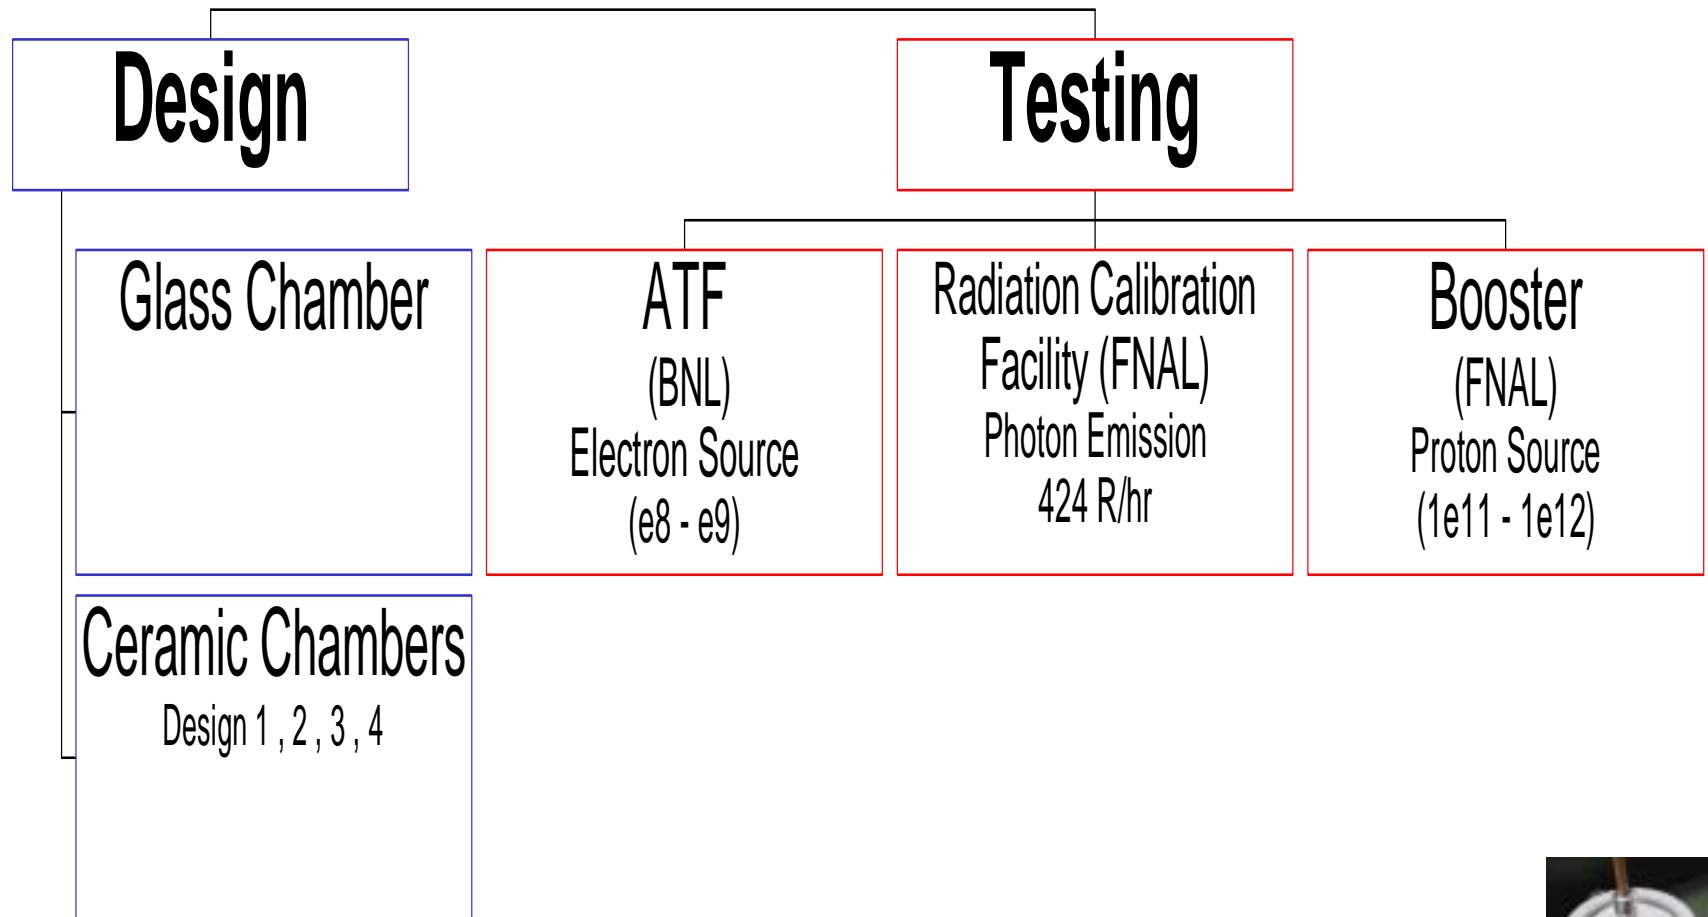 Design
Testing
Glass Chamber
ATF
(BNL)
Electron Source
(e8 - e9)
Radiation Calibration
Facility (FNAL)
Photon Emission
424 R/hr
Booster
(FNAL)
Proton Source
(1e11 - 1e12)
Ceramic Chambers
Design 1 , 2 , 3 , 4